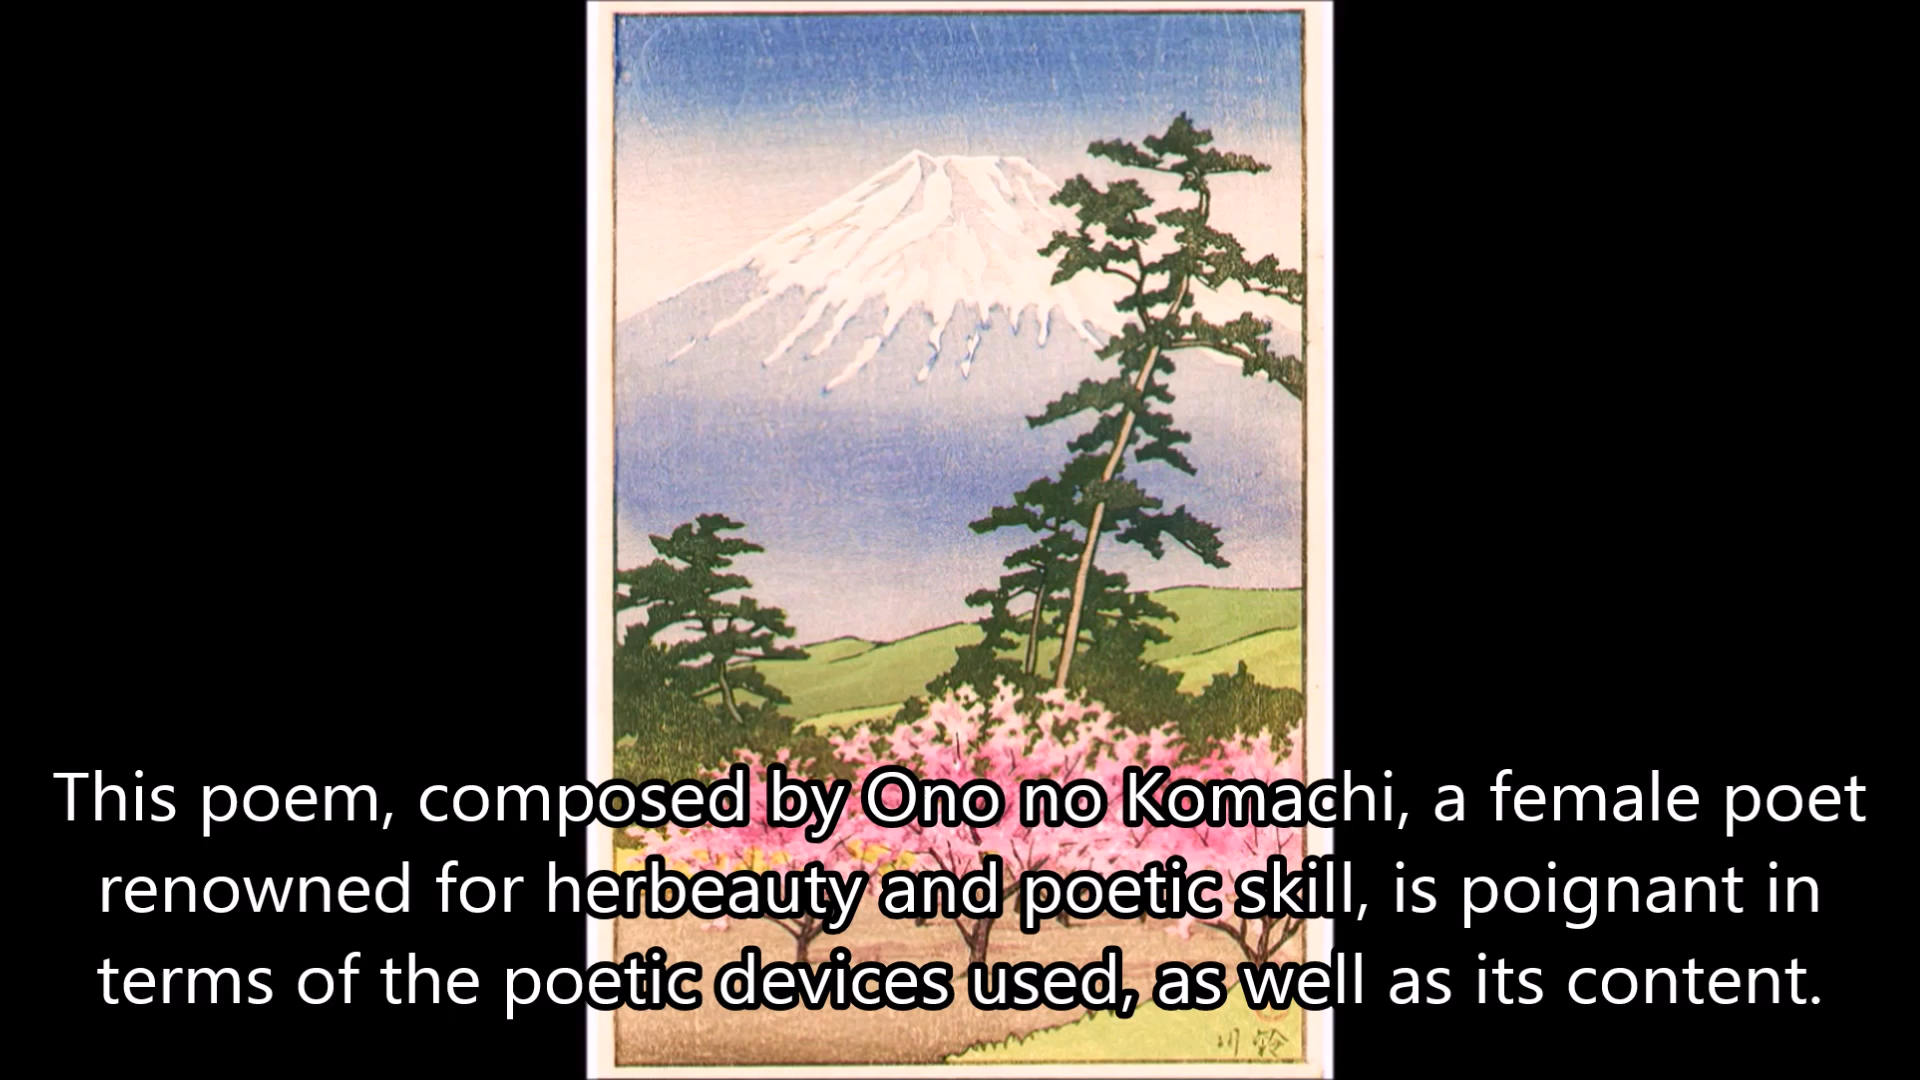 This poem, composed by Ono no Komachi, a female poet
renowned for herbeauty and poetic skill, is poignant in
terms of the poetic devices used, as well as its content.